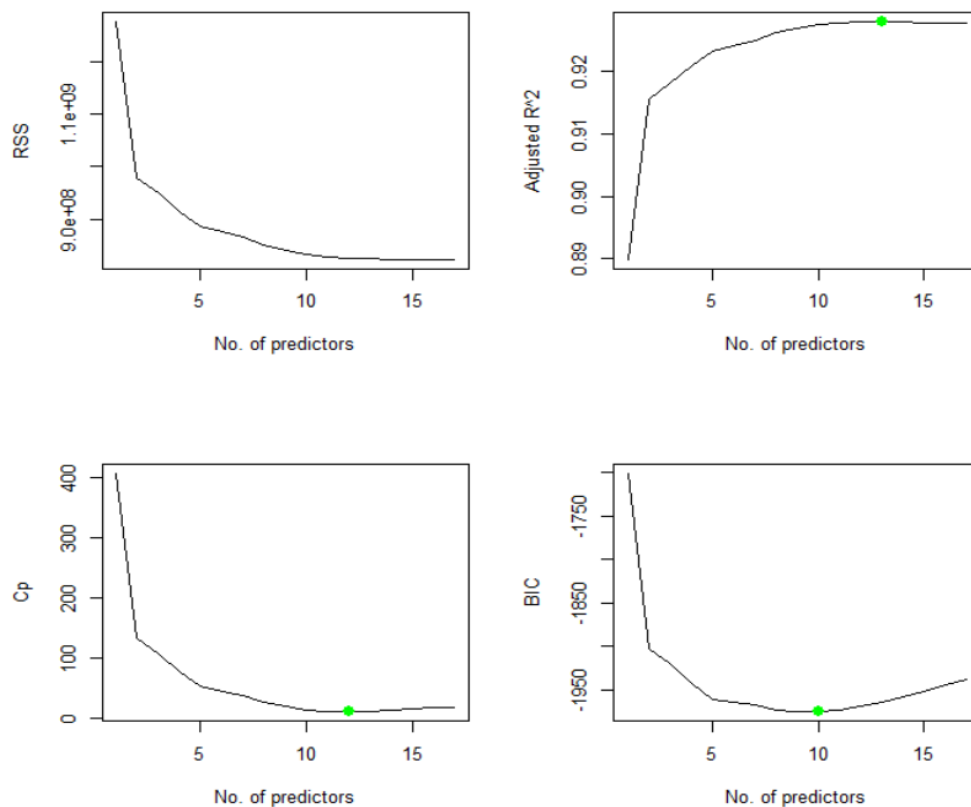 RSS
1.1e+09
9.0e+08
5 10 15
No. of predictors
Adjusted R^2
0.92
0.91
0.90
0.89
5 10 15
No. of predictors
Cp
400
300
200
100
0
5 10 15
No. of predictors
BIC
-1750
-1850
-1950
5 10 15
No. of predictors